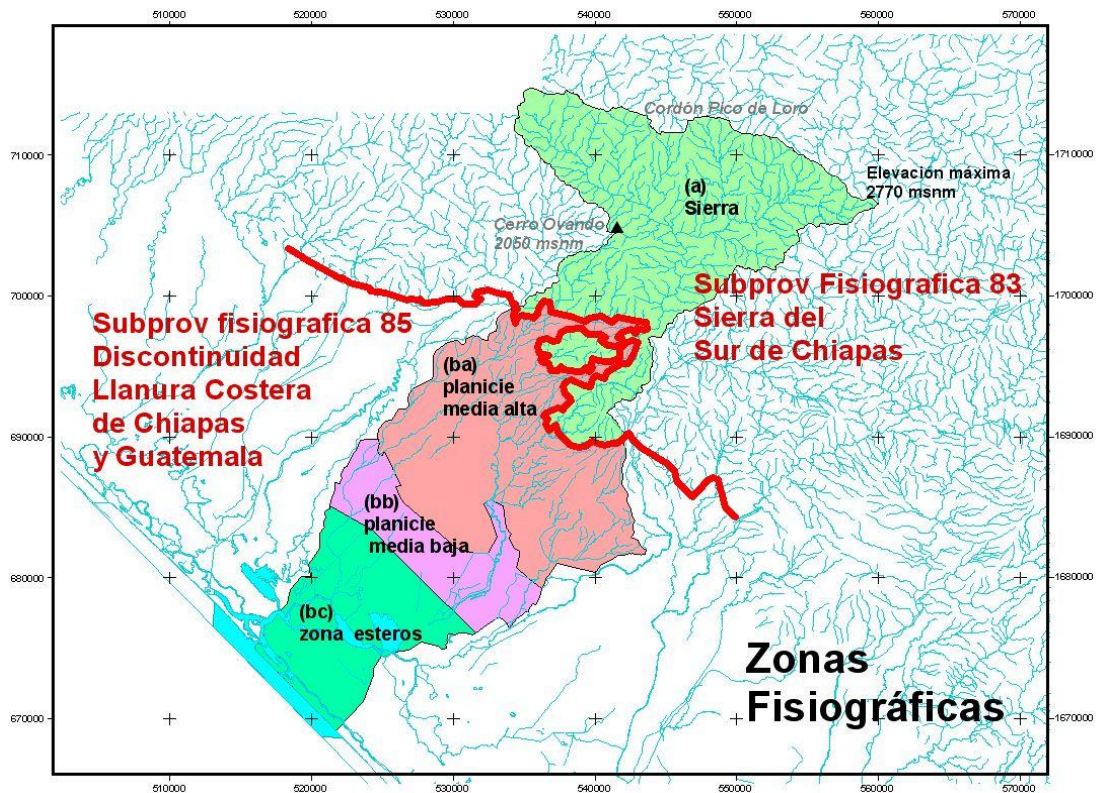 510000 520000 530000 540000 550000 560000 570000
Cordón Pico de Loro
710000
1710000
Elevación máxima
2770 msnm
(a)
Sierra
Cerro Ovando
2050 msnm
700000
1700000
Subprov Fisiografica 83
Sierra del
Sur de Chiapas
Subprov fisiografica 85
Discontinuidad
Llanura Costera
de Chiapas
y Guatemala
(ba)
planicie
media alta
690000
1690000
(bb)
planicie
media baja
680000
1680000
(bc)
zona esteros
Zonas
Fisiográficas
670000
1670000
510000 520000 530000 540000 550000 560000 570000